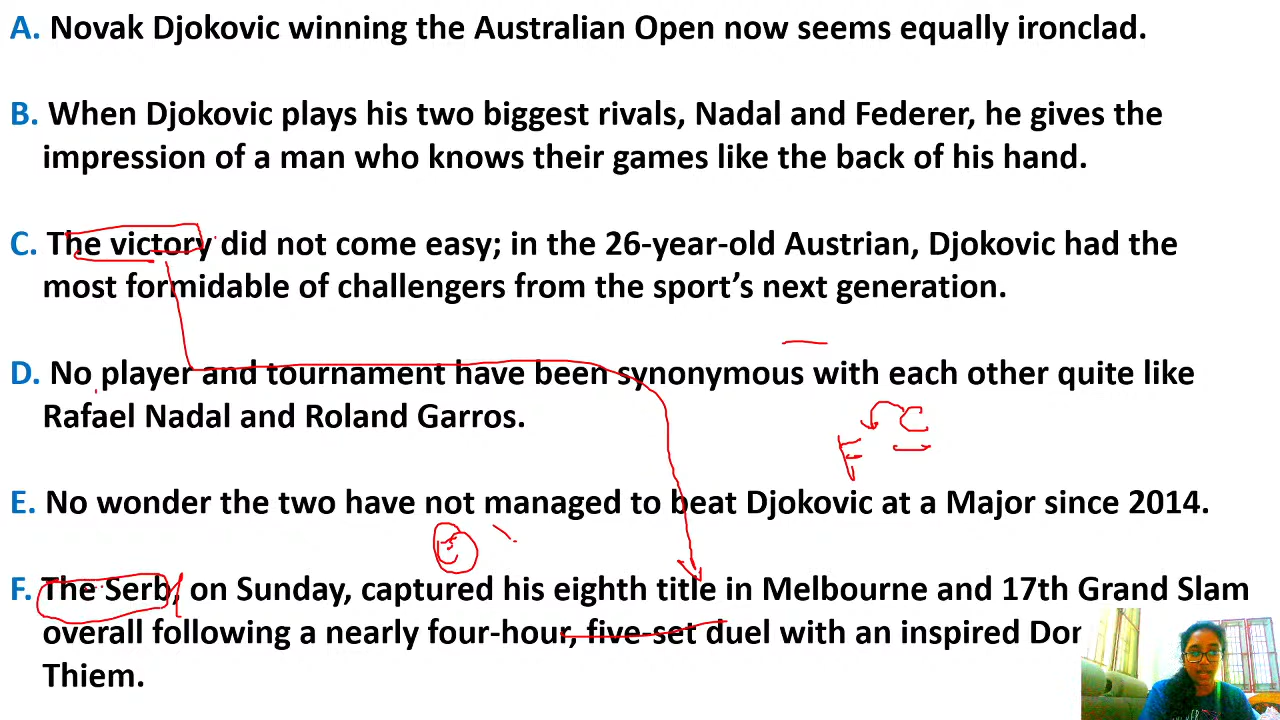 A. Novak Djokovic winning the Australian Open now seems equally ironclad.
B. When Djokovic plays his two biggest rivals, Nadal and Federer, he gives the
impression of a man who knows their games like the back of his hand.
C. The victory did not come easy; in the 26-year-old Austrian, Djokovic had the
most formidable of challengers from the sport's next generation.
D. No player and tournament have been synonymous with each other quite like
Rafael Nadal and Roland Garros.
F C
E. No wonder the two have not managed to beat Djokovic at a Major since 2014.
F. The Serb, on Sunday, captured his eighth title in Melbourne and 17th Grand Slam
overall following a nearly four-hour, five-set duel with an inspired
Thiem.